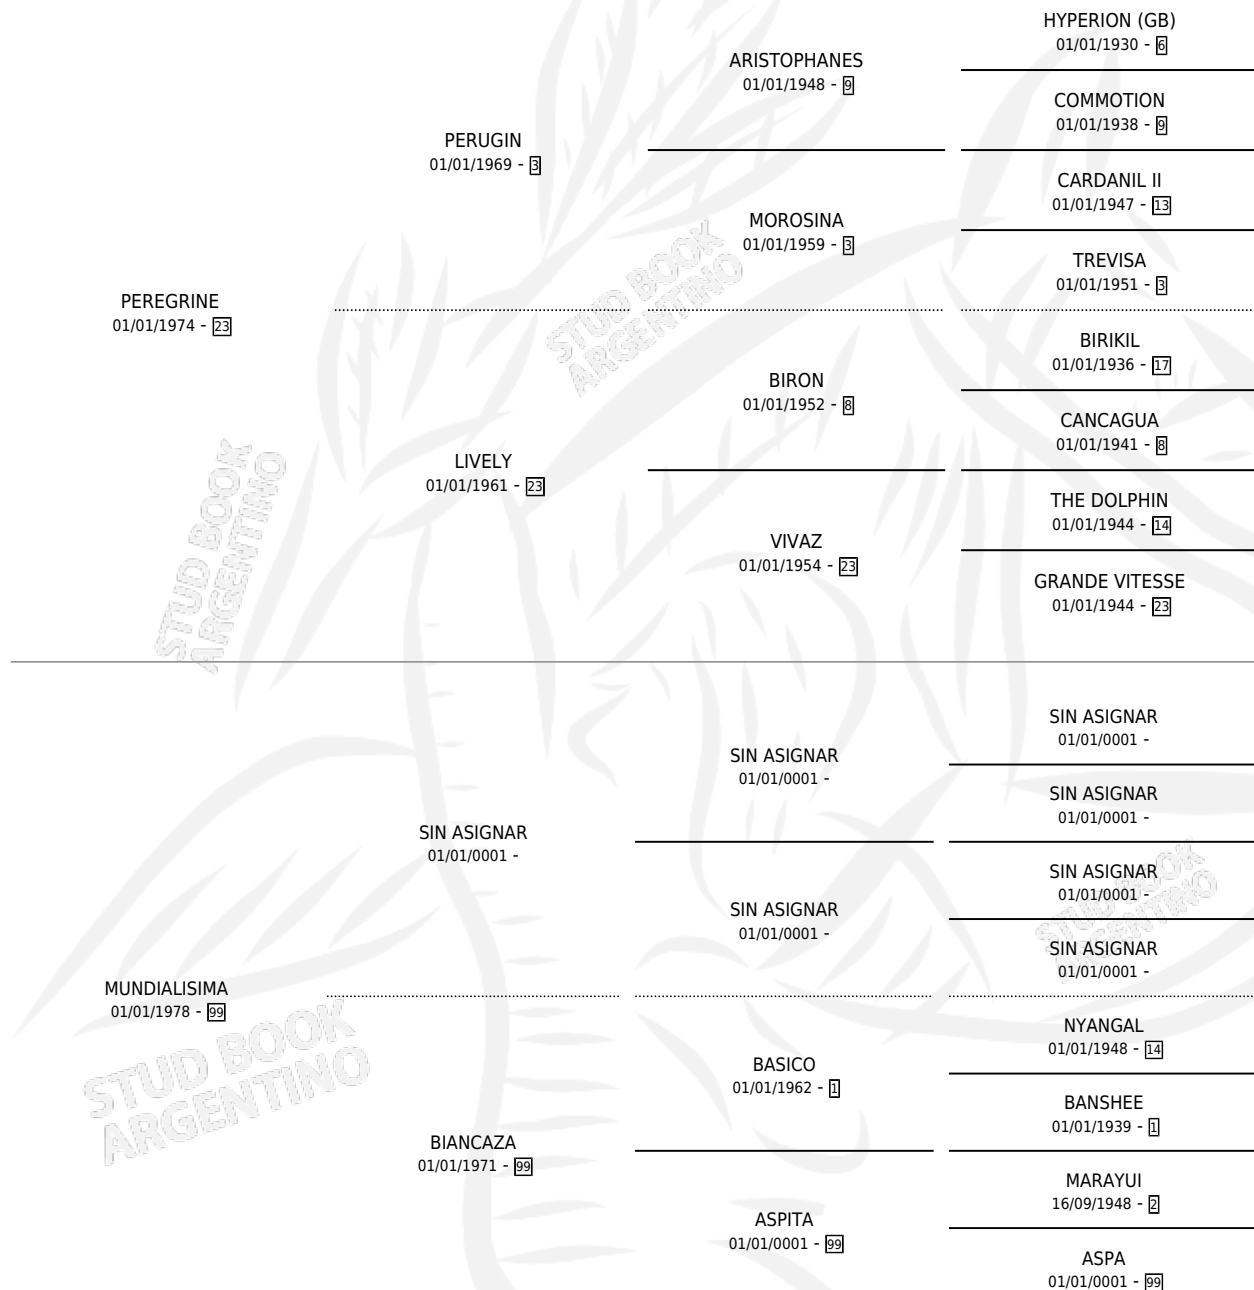 HYPERION (GB)
01/01/1930 - 6
ARISTOPHANES
01/01/1948 - 9
COMMOTION
01/01/1938 - 9
PERUGIN
01/01/1969 - 3
CARDANIL II
01/01/1947 - 13
MOROSINA
01/01/1959 - 3
TREVISA
01/01/1951 - 3
PEREGRINE
01/01/1974 - 23
BIRIKIL
01/01/1936 - 17
BIRON
01/01/1952 - 8
CANCAGUA
01/01/1941 - 8
LIVELY
01/01/1961 - 23
THE DOLPHIN
01/01/1944 - 14
VIVAZ
01/01/1954 - 23
GRANDE VITESSE
01/01/1944 - 23
STUD BOOK
ARGENTINO
STUD BOOK
ARGENTINO
SIN ASIGNAR
01/01/0001 -
SIN ASIGNAR
01/01/0001 -
SIN ASIGNAR
01/01/0001 -
SIN ASIGNAR
01/01/0001 -
SIN ASIGNAR
01/01/0001 -
SIN ASIGNAR
01/01/0001 -
SIN ASIGNAR
01/01/0001 -
STUD BOOK
ARGENTINO
MUNDIALISIMA
01/01/1978 - 99
NYANGAL
01/01/1948 - 14
BASICO
01/01/1962 - 1
BANSHEE
01/01/1939 - 1
BIANCAZA
01/01/1971 - 99
MARAYUI
16/09/1948 - 2
ASPITA
01/01/0001 - 99
ASPA
01/01/0001 - 99
STUD BOOK
ARGENTINO